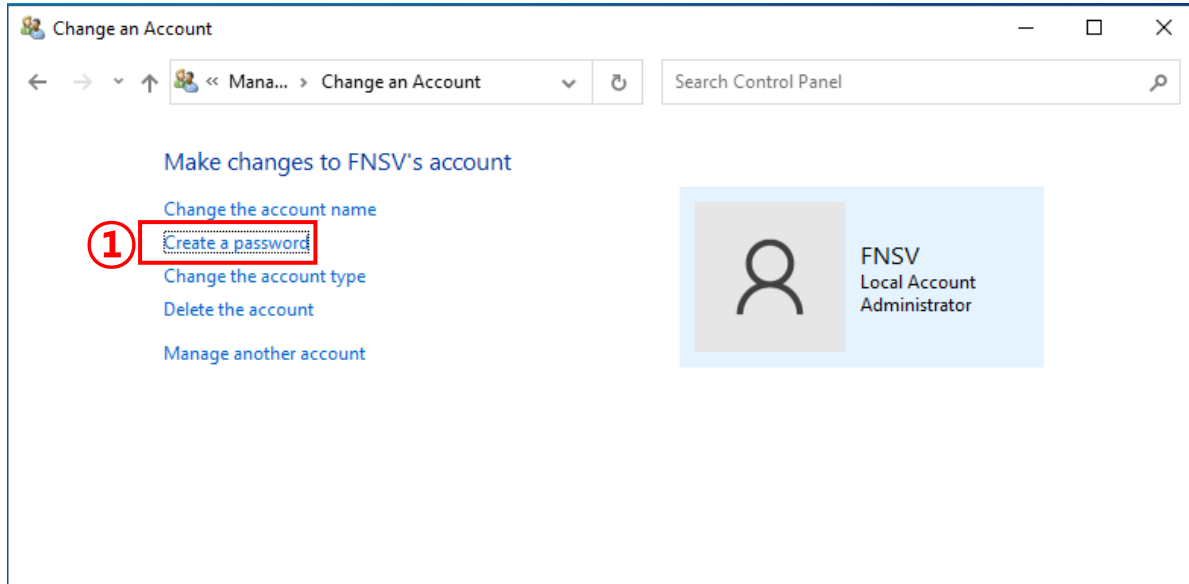 Change an Account
« Mana... › Change an Account
Search Control Panel
Make changes to FNSV's account
Change the account name
① Create a password
Change the account type
Delete the account
Manage another account
FNSV
Local Account
Administrator